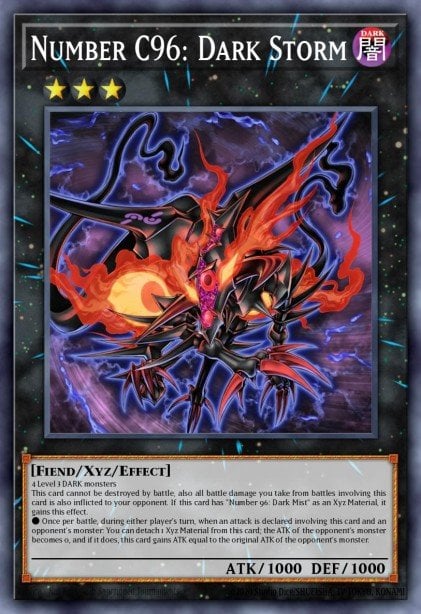 NUMBER C96: DARK STORM
DARK
闇
[FIEND/XYZ/EFFECT]
4 Level 3 DARK monsters
This card cannot be destroyed by battle, also all battle damage you take from battles involving this
card is also inflicted to your opponent. If this card has "Number 96: Dark Mist" as an Xyz Material, it
gains this effect.
● Once per battle, during either player's turn, when an attack is declared involving this card and an
opponent's monster: You can detach 1 Xyz Material from this card; the ATK of the opponent's monster
becomes 0, and if it does, this card gains ATK equal to the original ATK of the opponent's monster.
ATK/1000 DEF/1000